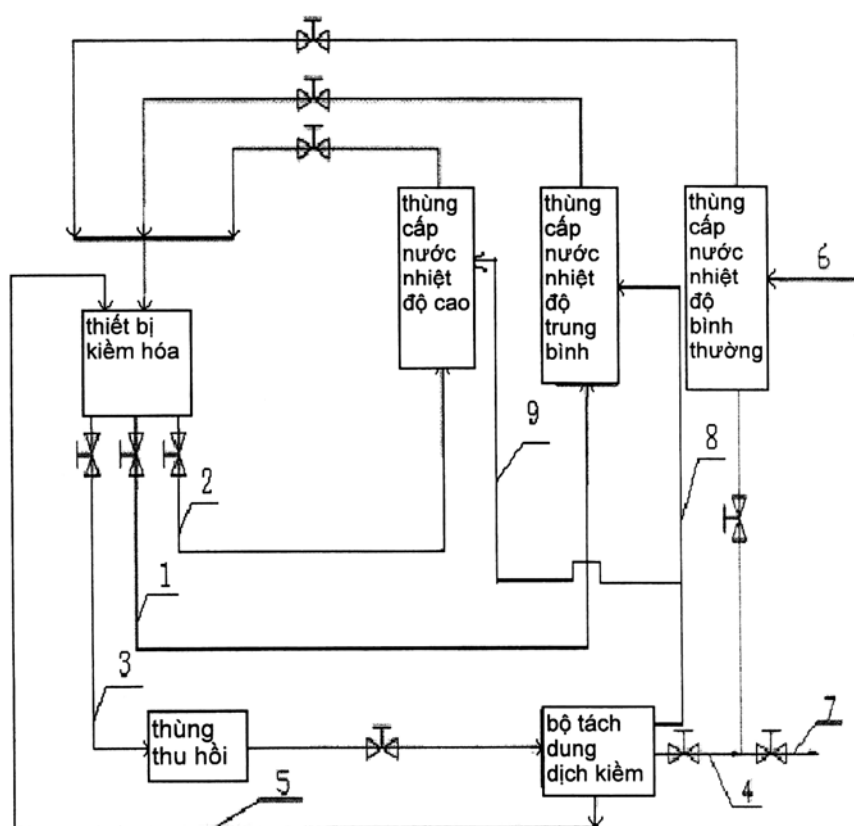 thùng
cấp
nước
nhiệt
độ cao
thùng
cấp
nước
nhiệt
độ
trung
bình
thùng
cấp
nước
nhiệt
độ
bình
thường
6
thiết bị
kiềm hóa
9
8
2
1
3
thùng
thu hồi
bộ tách
dung
dịch kiềm
7
4
5